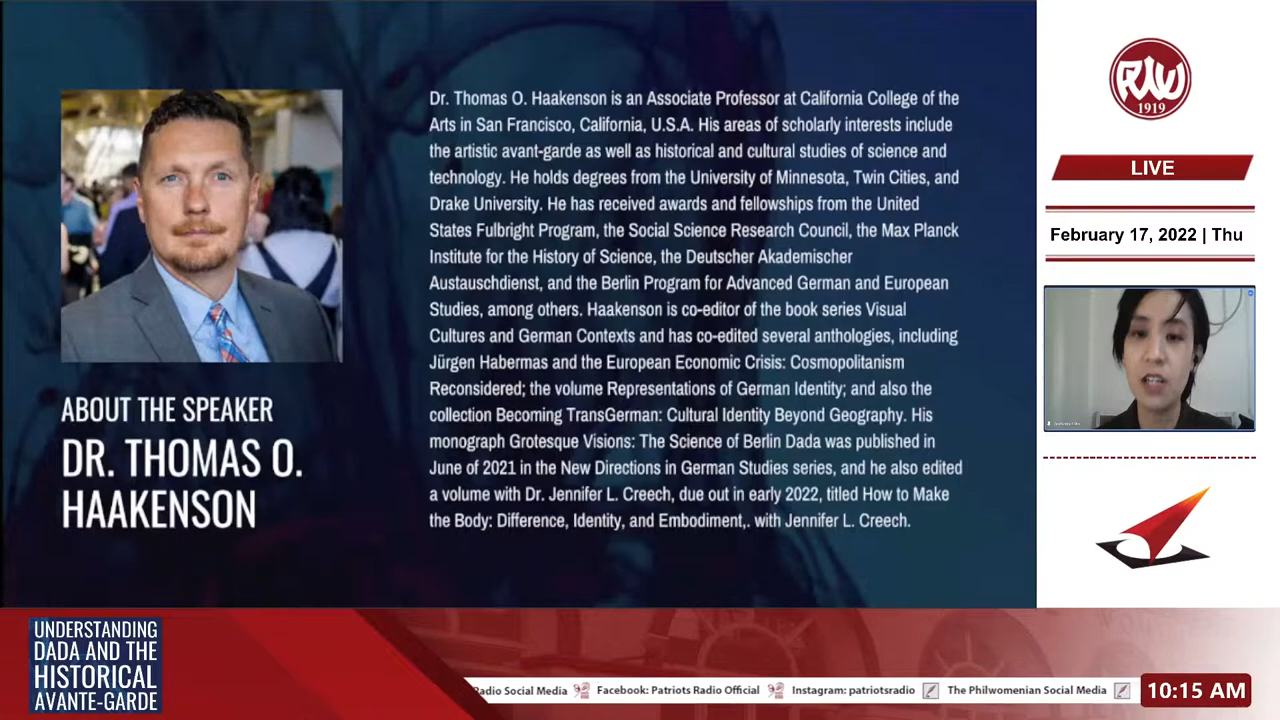 Dr. Thomas O. Haakenson is an Associate Professor at California College of the
Arts in San Francisco, California, U.S.A. His areas of scholarly interests include
the artistic avant-garde as well as historical and cultural studies of science and
technology. He holds degrees from the University of Minnesota, Twin Cities, and
Drake University. He has received awards and fellowships from the United
States Fulbright Program, the Social Science Research Council, the Max Planck
Institute for the History of Science, the Deutscher Akademischer
Austauschdienst, and the Berlin Program for Advanced German and European
Studies, among others. Haakenson is co-editor of the book series Visual
Cultures and German Contexts and has co-edited several anthologies, including
Jürgen Habermas and the European Economic Crisis: Cosmopolitanism
Reonsidered; the volume Representations of German Identity; and also the
collection Becoming TransGerman: Cultural Identity Beyond Geography. His
monograph Grotesque Visions: The Science of Berlin Dada was published in
June of 2021 in the New Directions in German Studies series, and he also edited
a volume with Dr. Jennifer L. Creech, due out in early 2022, titled How to Make
the Body: Difference, Identity, and Embodiment,. with Jennifer L. Creech.
ABOUT THE SPEAKER
DR. THOMAS O.
HAAKENSON
PWU
1919
LIVE
February 17, 2022 | Thu
UNDERSTANDING
DADA AND THE
HISTORICAL
AVANTE-GARDE
Radio Social Media Facebook: Patriots Radio Official Instagram: patriotsradio The Philwomenian Social Media
10:15 AM